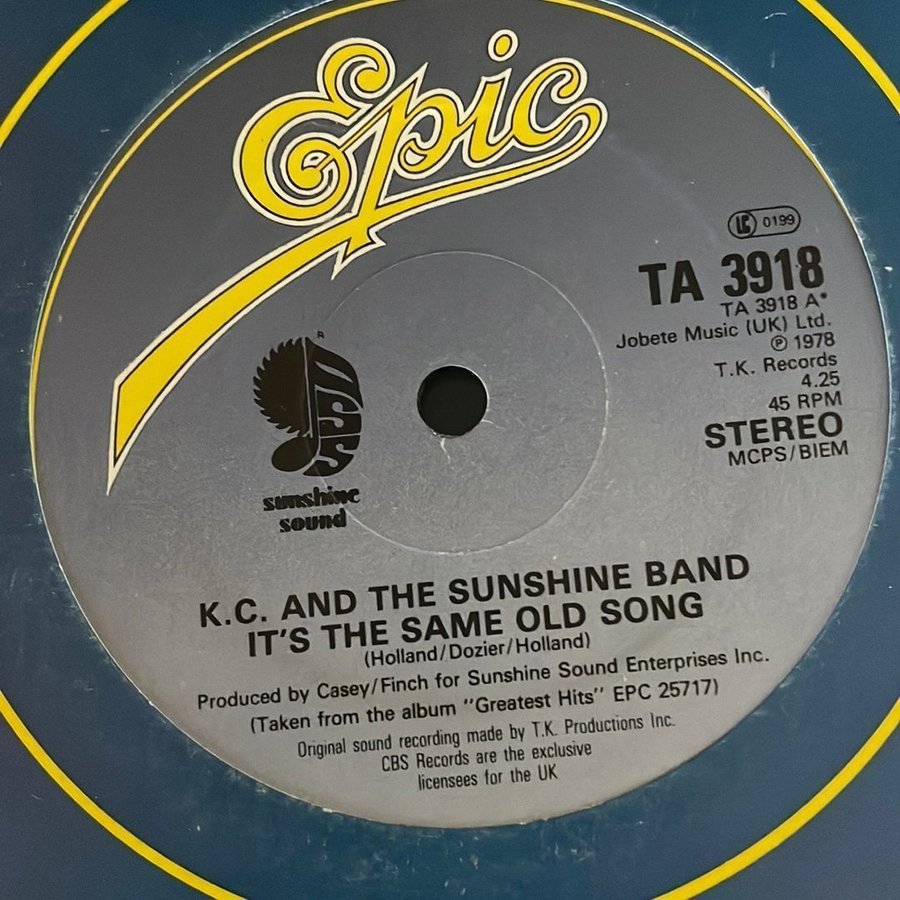 Epic
LC 0199
TA 3918
TA 3918 A*
Jobete Music (UK) Ltd.
℗ 1978
T.K. Records
4.25
45 RPM
STEREO
MCPS/BIEM
R
SS
sunshine
sound
K.C. AND THE SUNSHINE BAND
IT'S THE SAME OLD SONG
(Holland/Dozier/Holland)
Produced by Casey/Finch for Sunshine Sound Enterprises Inc.
(Taken from the album "Greatest Hits" EPC 25717)
Original sound recording made by T.K. Productions Inc.
CBS Records are the exclusive
licensees for the UK